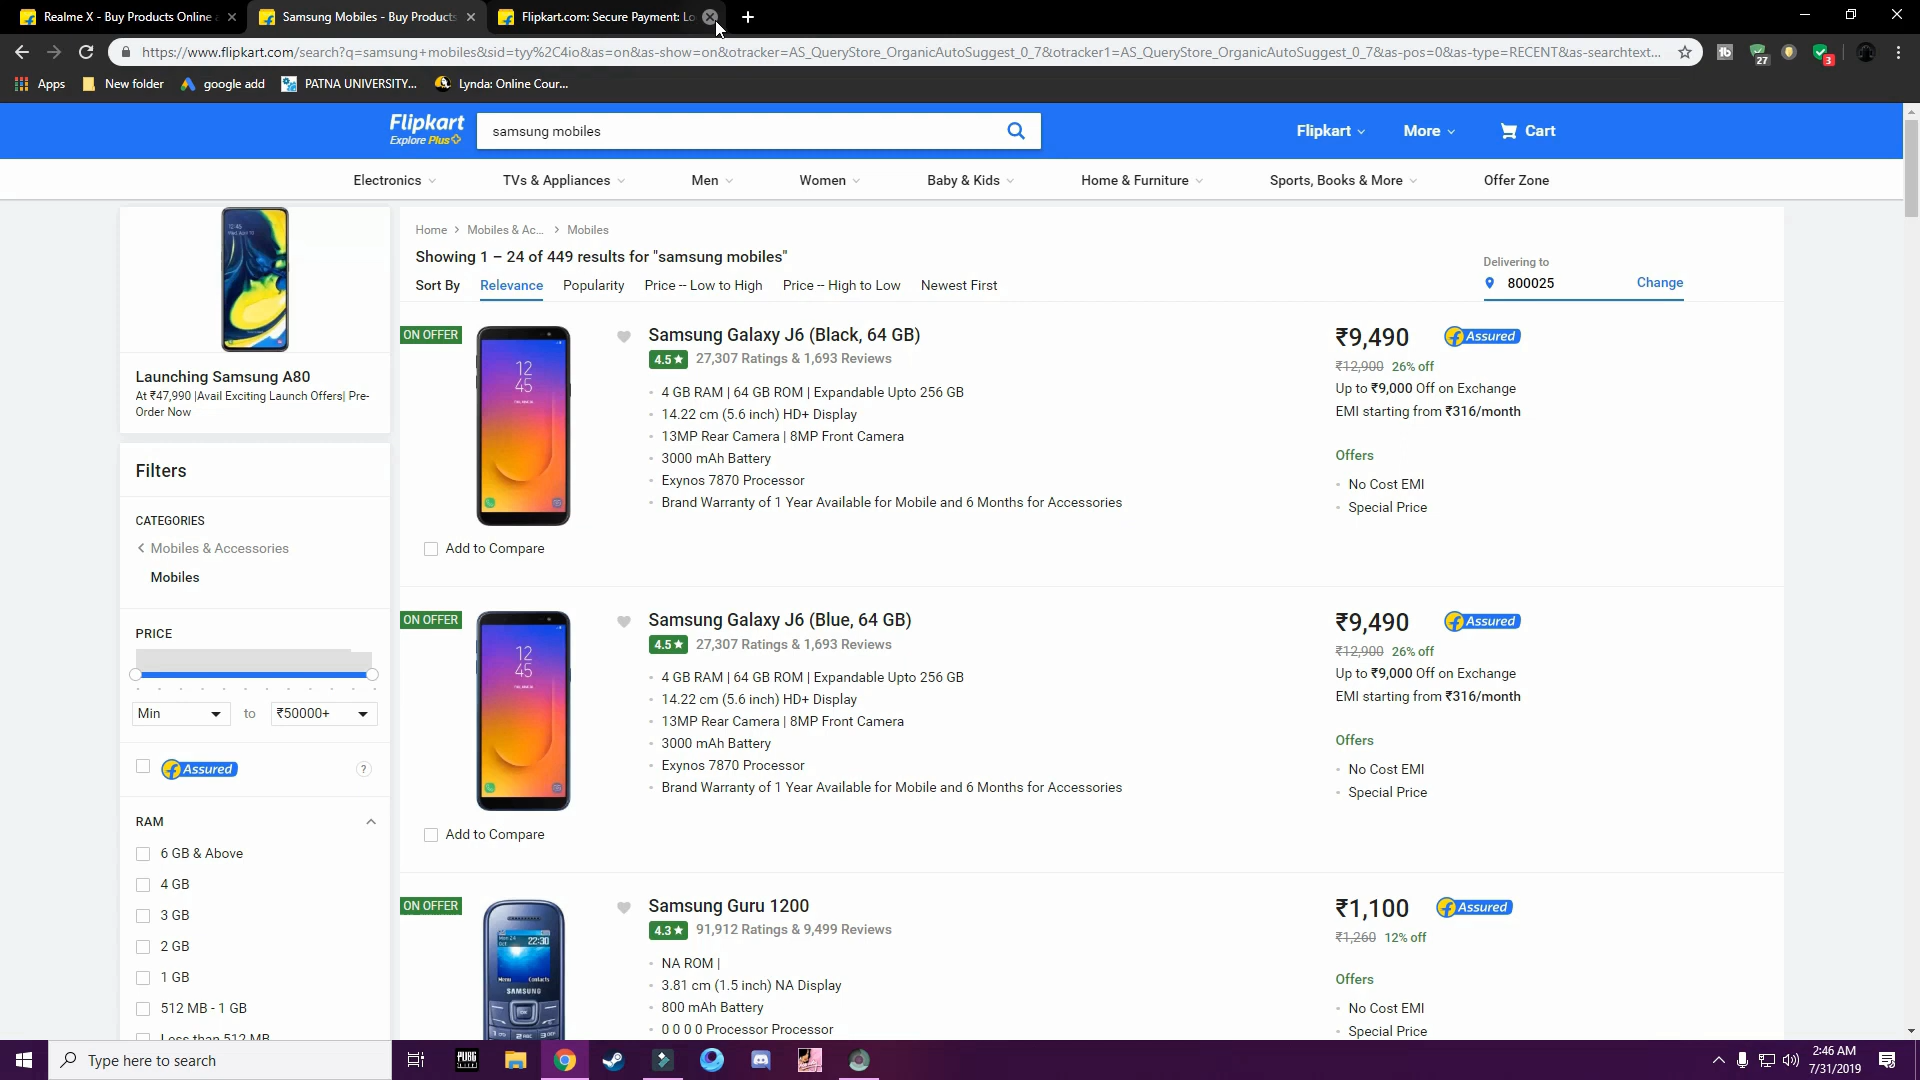 Realme X - Buy Products Online
Samsung Mobiles - Buy Products
Flipkart.com: Secure Payment: Lo
https://www.flipkart.com/search?q=samsung+mobiles&sid=tyy%2C4io&as=on&as-show=on&otracker=AS_QueryStore_OrganicAutoSuggest_0_7&otracker1=AS_QueryStore_OrganicAutoSuggest_0_7&as-pos=0&as-type=RECENT&as-searchtext...
27
3
Apps
New folder
google add
PATNA UNIVERSITY...
Lynda: Online Cour...
Flipkart
Explore Plus
samsung mobiles
Flipkart
More
Cart
Electronics
TVs & Appliances
Men
Women
Baby & Kids
Home & Furniture
Sports, Books & More
Offer Zone
Launching Samsung A80
At ₹47,990 |Avail Exciting Launch Offers| Pre-
Order Now
Filters
CATEGORIES
Mobiles & Accessories
Mobiles
PRICE
Min
to
₹50000+
Assured
?
RAM
6 GB & Above
4 GB
3 GB
2 GB
1 GB
512 MB - 1 GB
Less than 512 MB
Home > Mobiles & Ac... > Mobiles
Showing 1 – 24 of 449 results for "samsung mobiles"
Sort By
Relevance
Popularity
Price -- Low to High
Price -- High to Low
Newest First
Delivering to
800025
Change
ON OFFER
12
45
Samsung Galaxy J6 (Black, 64 GB)
4.5★ 27,307 Ratings & 1,693 Reviews
4 GB RAM | 64 GB ROM | Expandable Upto 256 GB
14.22 cm (5.6 inch) HD+ Display
13MP Rear Camera | 8MP Front Camera
3000 mAh Battery
Exynos 7870 Processor
Brand Warranty of 1 Year Available for Mobile and 6 Months for Accessories
Add to Compare
₹9,490
Assured
₹12,900 26% off
Up to ₹9,000 Off on Exchange
EMI starting from ₹316/month
Offers
No Cost EMI
Special Price
ON OFFER
12
45
Samsung Galaxy J6 (Blue, 64 GB)
4.5★ 27,307 Ratings & 1,693 Reviews
4 GB RAM | 64 GB ROM | Expandable Upto 256 GB
14.22 cm (5.6 inch) HD+ Display
13MP Rear Camera | 8MP Front Camera
3000 mAh Battery
Exynos 7870 Processor
Brand Warranty of 1 Year Available for Mobile and 6 Months for Accessories
Add to Compare
₹9,490
Assured
₹12,900 26% off
Up to ₹9,000 Off on Exchange
EMI starting from ₹316/month
Offers
No Cost EMI
Special Price
ON OFFER
22:30
Menu Contacts
SAMSUNG
Samsung Guru 1200
4.3★ 91,912 Ratings & 9,499 Reviews
NA ROM |
3.81 cm (1.5 inch) NA Display
800 mAh Battery
0 0 0 0 Processor Processor
₹1,100
Assured
₹1,260 12% off
Offers
No Cost EMI
Special Price
Type here to search
PUBG
2:46 AM
7/31/2019